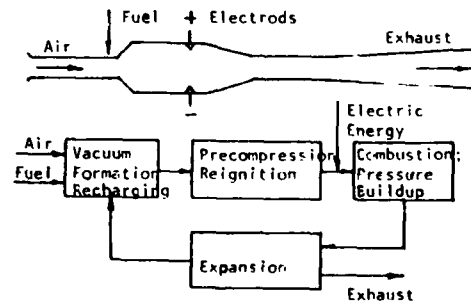 Fuel + Electrods
Air
Exhaust
-
Electric
Energy
Air
Fuel
Vacuum
Formation
Recharging
Precompression
Reignition
Combustion;
Pressure
Buildup
Expansion
Exhaust